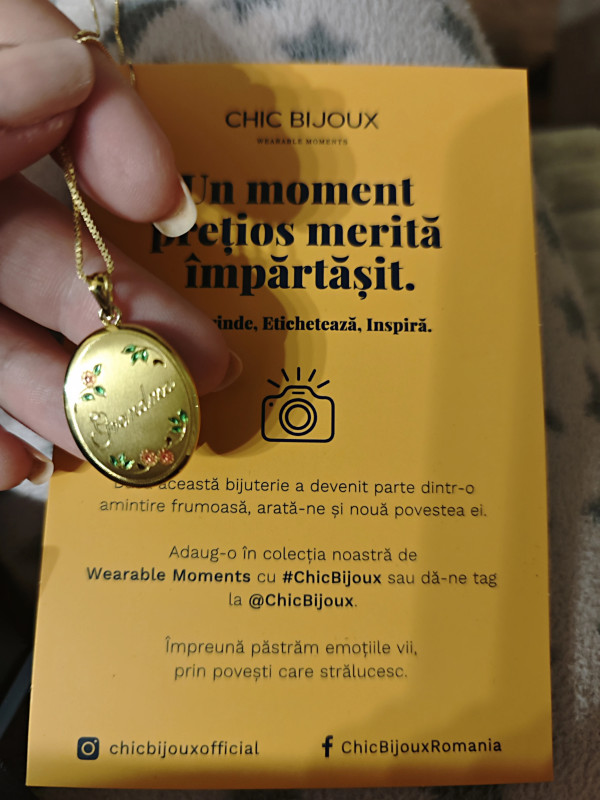 CHIC BIJOUX
WEARABLE MOMENTS
Un moment
prețios merită
împărtășit.
Etichetează, Inspiră.
Grandma
această bijuterie a devenit parte dintr-o
amintire frumoasă, arată-ne și nouă povestea ei.
Adaug-o în colecția noastră de
Wearable Moments cu #ChicBijoux sau dă-ne tag
la @ChicBijoux.
Împreună păstrăm emoțiile vii,
prin povești care strălucesc.
chicbijouxofficial
ChicBijouxRomania